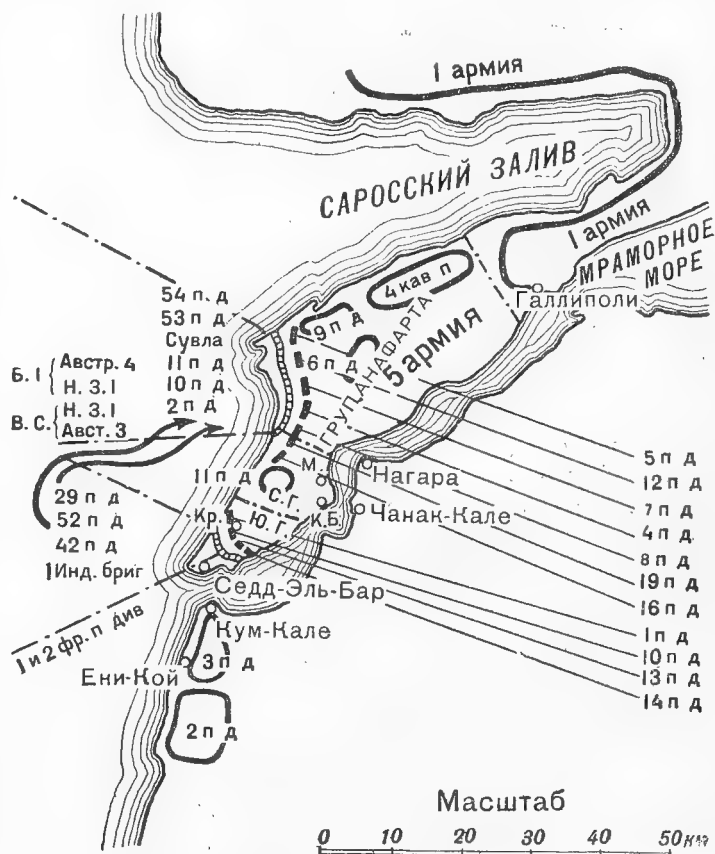 1 армия
САРОССКИЙ ЗАЛИВ
1 армия
МРАМОРНОЕ
МОРЕ
Галлиполи
4 кав п
9 п д
6 п д
ГРУП. АНАФАРТА
5 армия
54 п. д
53 п д
Сувла
11 п д
10 п д
2 п д
Б. 1 { Австр. 4
Н. З. 1
В. С. { Н. З. 1
Авст. 3
29 п д
52 п д
42 п д
1 Инд. бриг
1 и 2 фр. п див
11 п д
М.
С. Г.
Ю. Г
К.Б.
Кр.
Нагара
Чанак-Кале
Седд-Эль-Бар
Кум-Кале
3 п д
Ени-Кой
2 п д
5 п д
12 п д
7 п д
4 п д.
8 п д
19 п д
16 п д
1 п д
10 п д
13 п д
14 п д
Масштаб
0 10 20 30 50 км